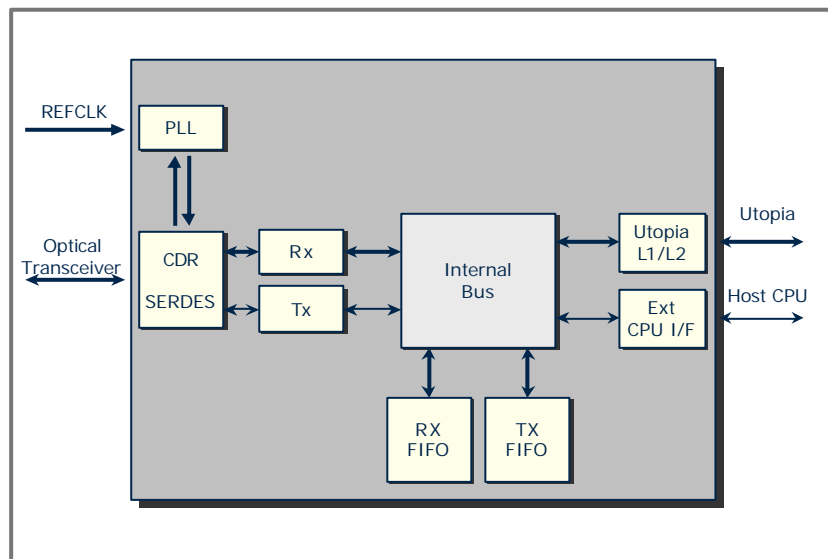 REFCLK
PLL
Optical
Transceiver
CDR
SERDES
Rx
Tx
Internal
Bus
Utopia
L1/L2
Utopia
Ext
CPU I/F
Host CPU
RX
FIFO
TX
FIFO